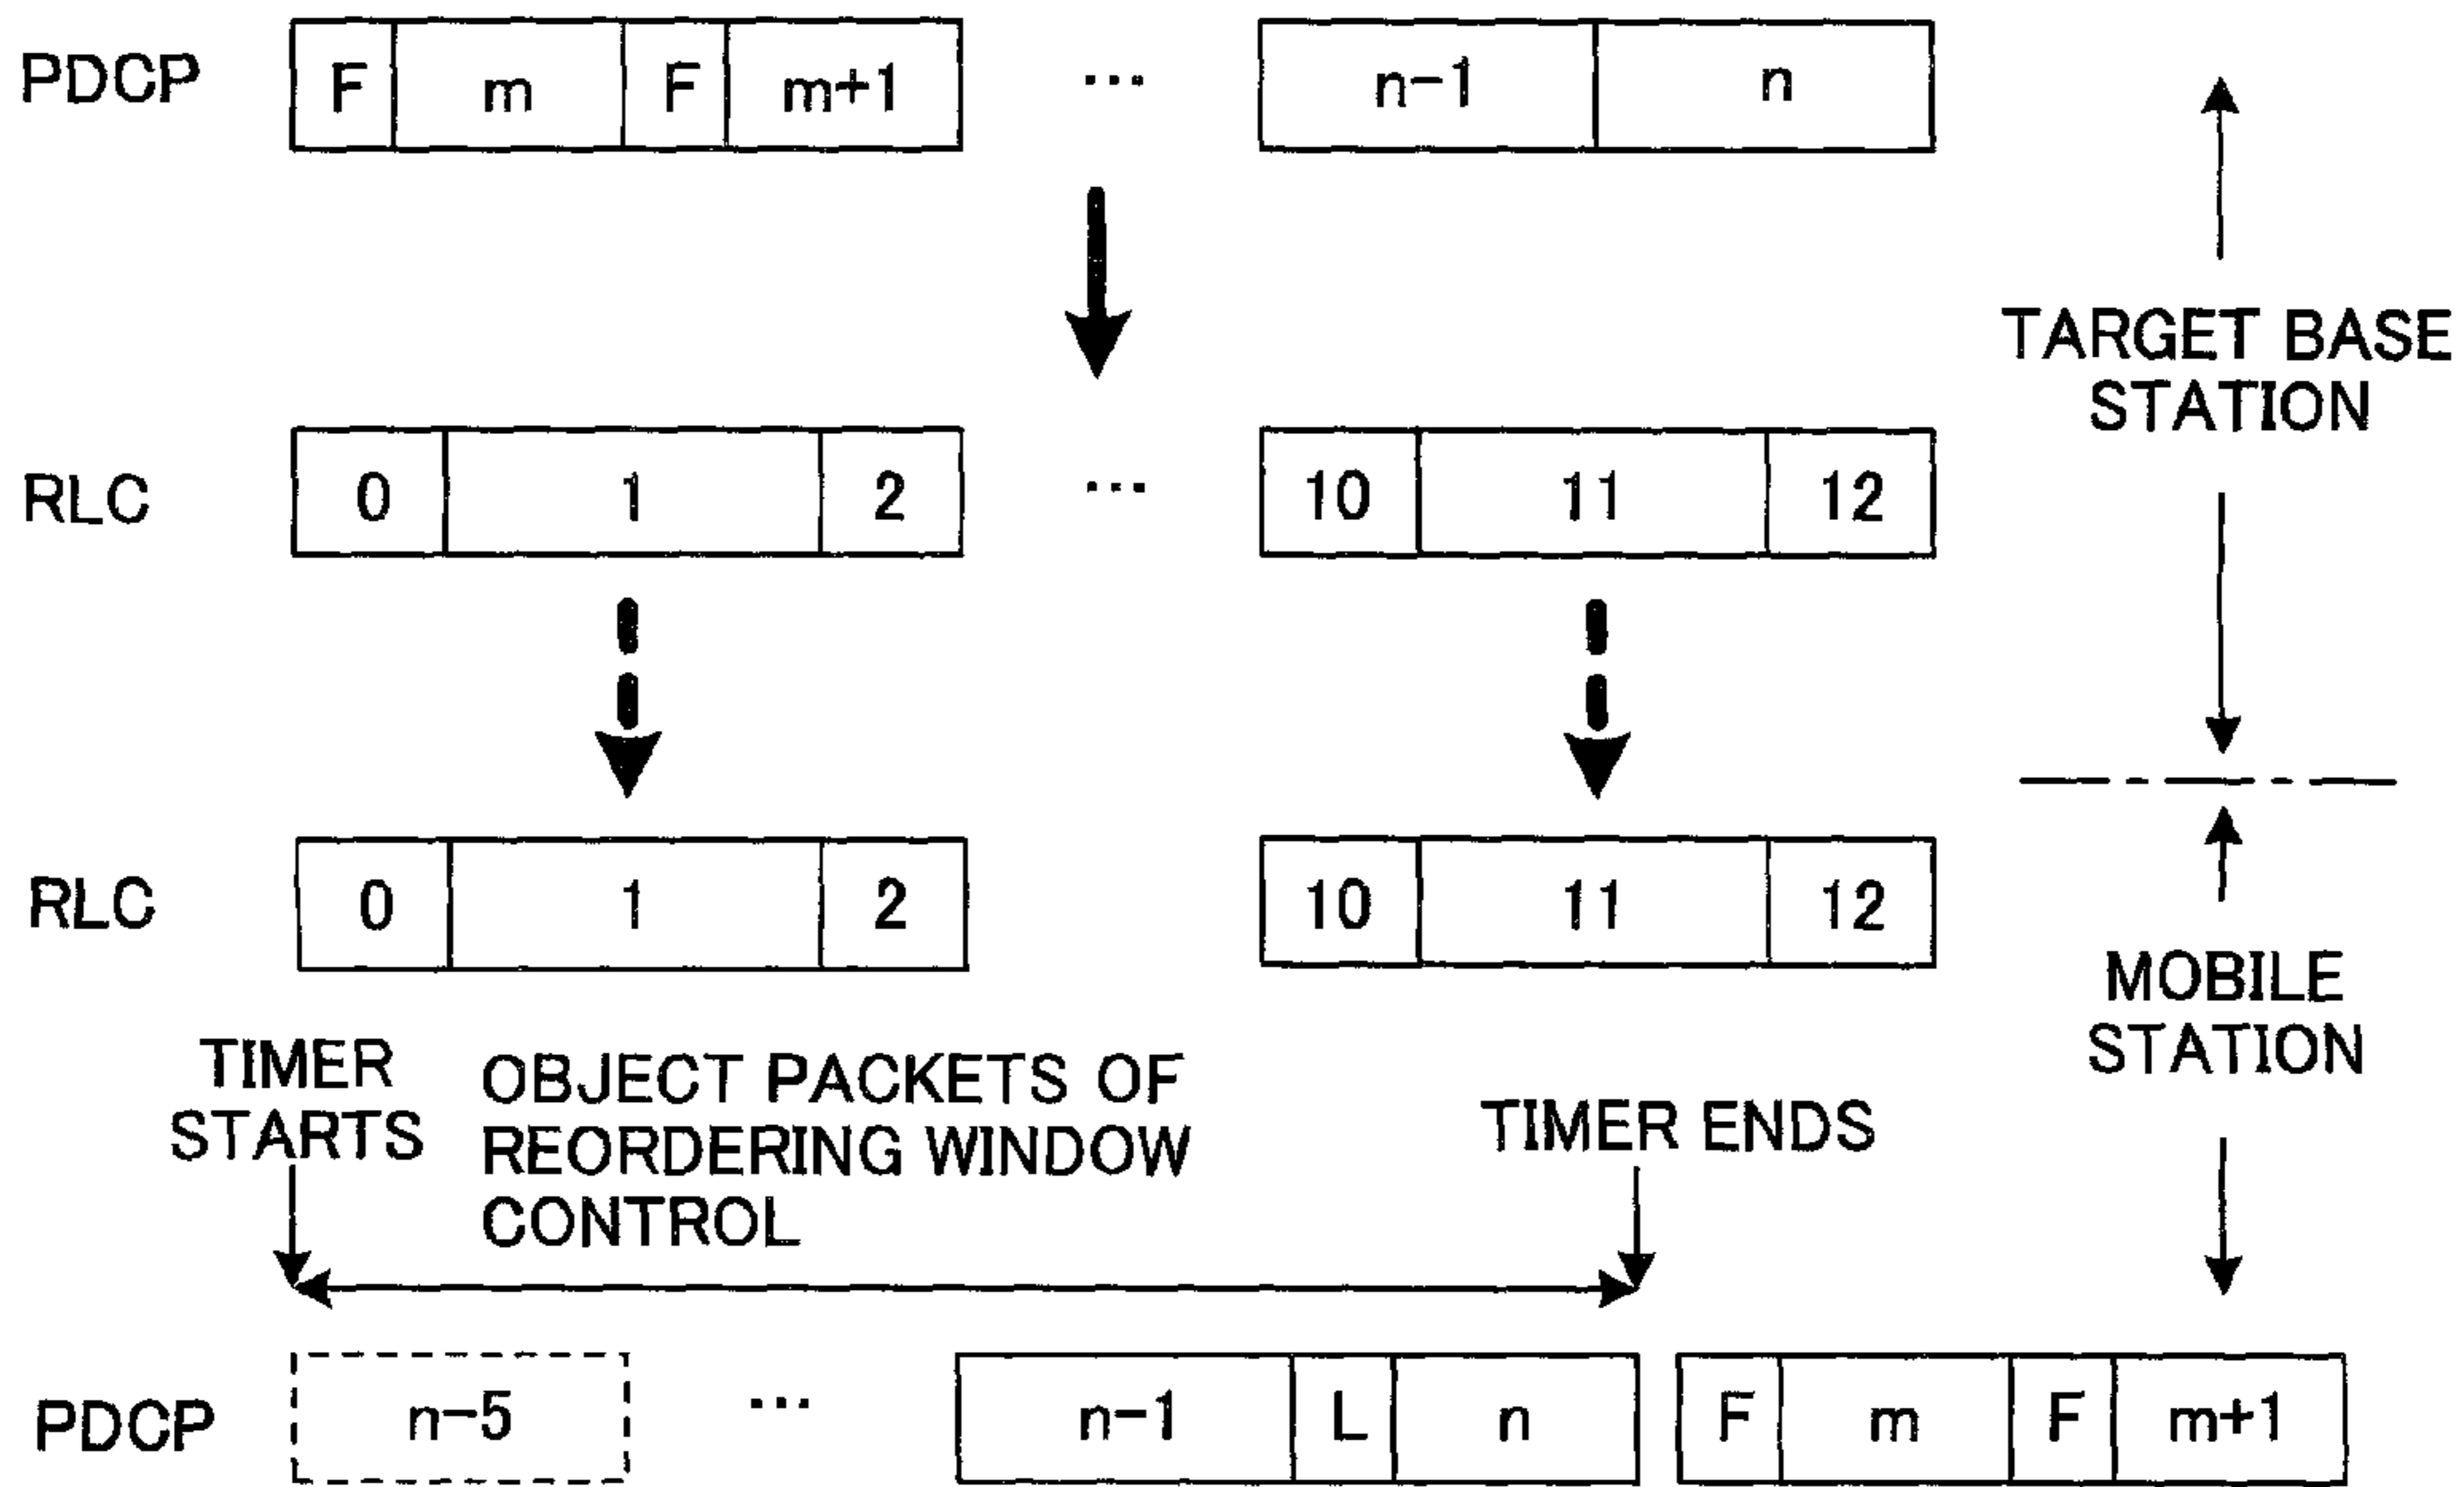 PDCP F m F m+1 ... n-1 n
TARGET BASE
STATION
RLC 0 1 2 ... 10 11 12
RLC 0 1 2 10 11 12
MOBILE
STATION
TIMER
STARTS
OBJECT PACKETS OF
REORDERING WINDOW
CONTROL
TIMER ENDS
PDCP n-5 ... n-1 L n F m F m+1